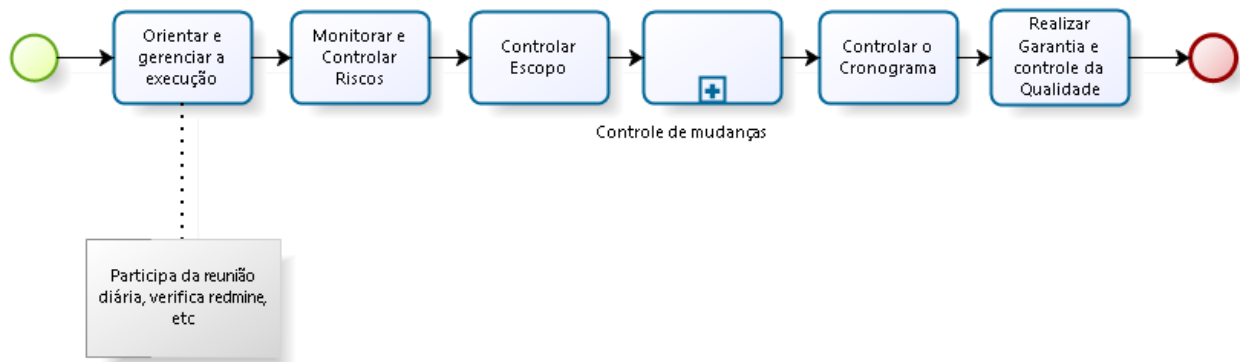 Orientar e
gerenciar a
execução
Monitorar e
Controlar
Riscos
Controlar
Escopo
Controle de mudanças
Controlar o
Cronograma
Realizar
Garantia e
controle da
Qualidade
Participa da reunião
diária, verifica redmine,
etc